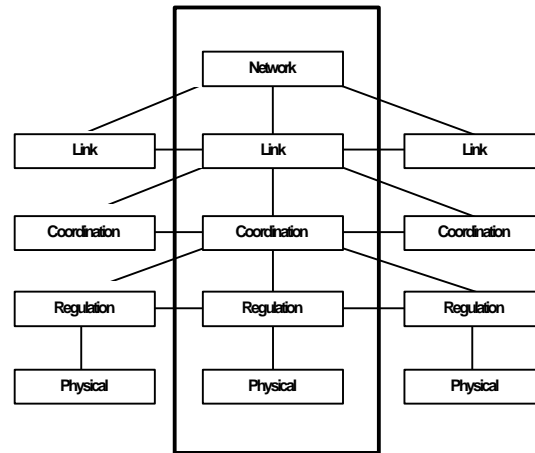 Network
Link Link Link
Coordination Coordination Coordination
Regulation Regulation Regulation
Physical Physical Physical